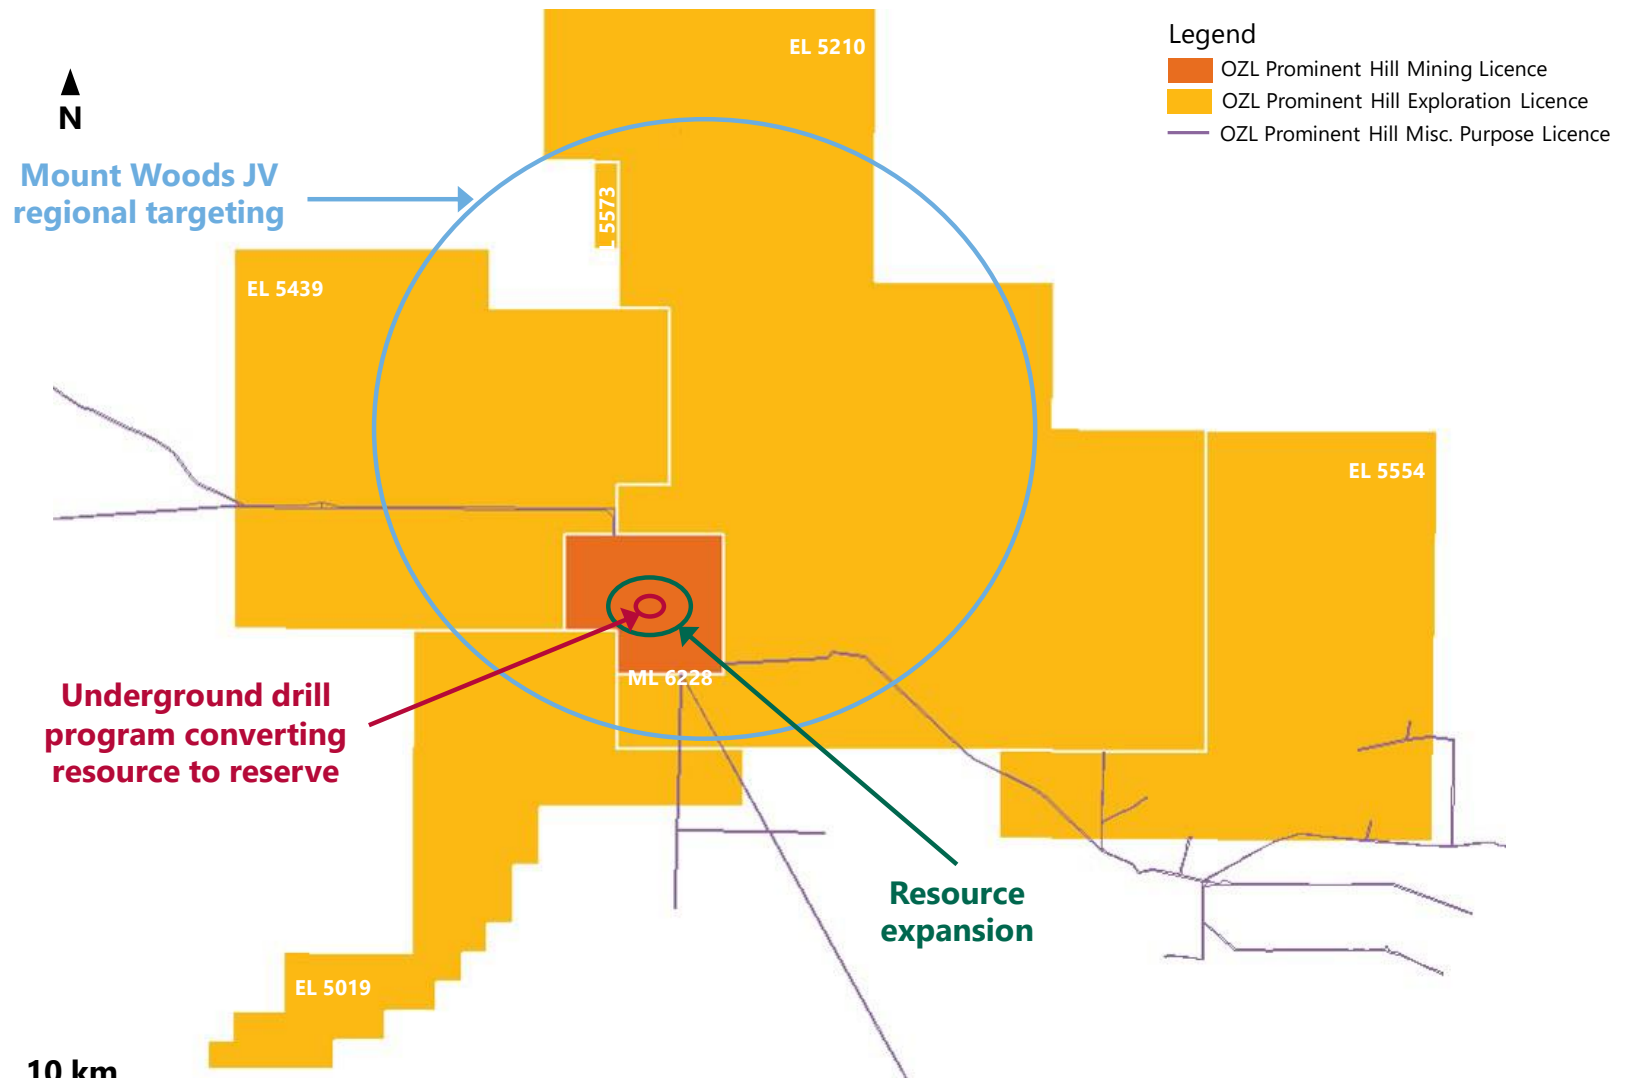 EL 5210
Legend
OZL Prominent Hill Mining Licence
OZL Prominent Hill Exploration Licence
OZL Prominent Hill Misc. Purpose Licence
N
Mount Woods JV
regional targeting
L 5573
EL 5439
EL 5554
ML 6228
Underground drill
program converting
resource to reserve
Resource
expansion
EL 5019
10 km